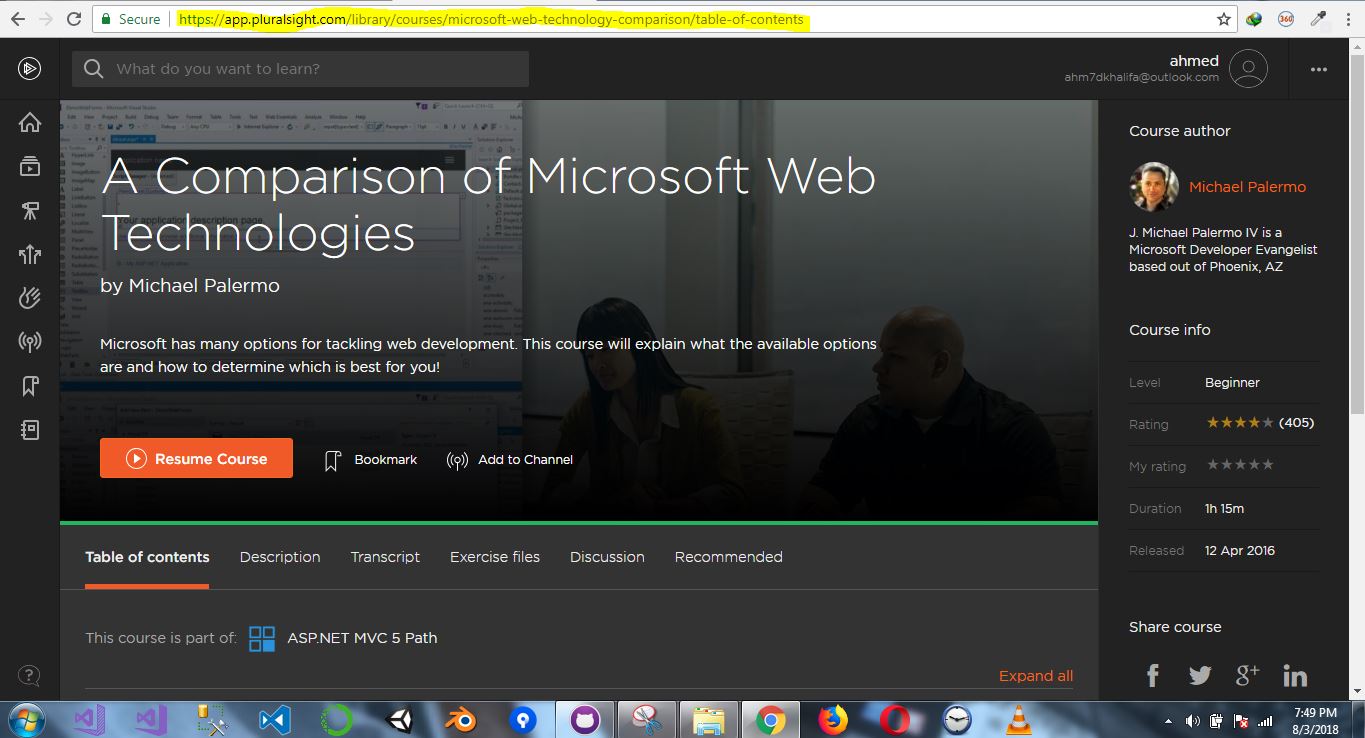 Secure
https://app.pluralsight.com/library/courses/microsoft-web-technology-comparison/table-of-contents
360
What do you want to learn?
ahmed
ahm7dkhalifa@outlook.com
A Comparison of Microsoft Web
Technologies
by Michael Palermo
Microsoft has many options for tackling web development. This course will explain what the available options
are and how to determine which is best for you!
Resume Course
Bookmark
Add to Channel
Course author
Michael Palermo
J. Michael Palermo IV is a
Microsoft Developer Evangelist
based out of Phoenix, AZ
Course info
Level Beginner
Rating (405)
My rating
Duration 1h 15m
Released 12 Apr 2016
Table of contents
Description
Transcript
Exercise files
Discussion
Recommended
This course is part of: ASP.NET MVC 5 Path
Expand all
Share course
7:49 PM
8/3/2018